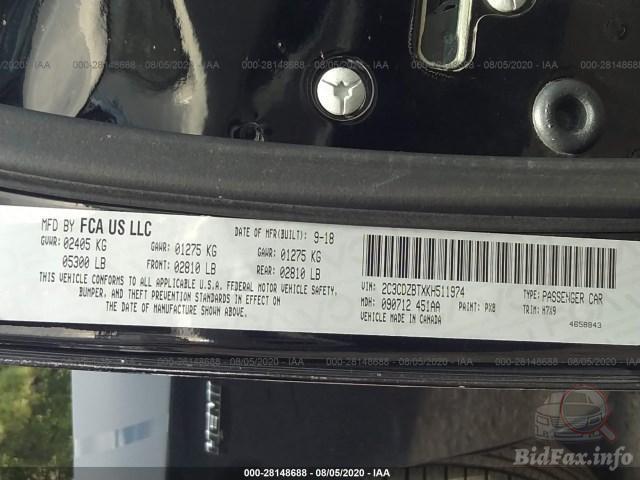 000-28148688 - 08/05/2020 - IAA
MFD BY FCA US LLC
DATE OF MFR(BUILT): 9-18
GVWR: 02405 KG
GAWR: 01275 KG
GAWR: 01275 KG
05300 LB
FRONT: 02810 LB
REAR: 02810 LB
THIS VEHICLE CONFORMS TO ALL APPLICABLE U.S.A. FEDERAL MOTOR VEHICLE SAFETY,
BUMPER, AND THEFT PREVENTION STANDARDS IN EFFECT ON
THE DATE OF MANUFACTURE SHOWN ABOVE.
VIN: 2C3CDZBTXKH511974
TYPE: PASSENGER CAR
MDH: 090712 451AA
PAINT: PX8
TRIM: H7X9
MADE IN CANADA
4658843
000-28148688 - 08/05/2020 - IAA
BidFax.info